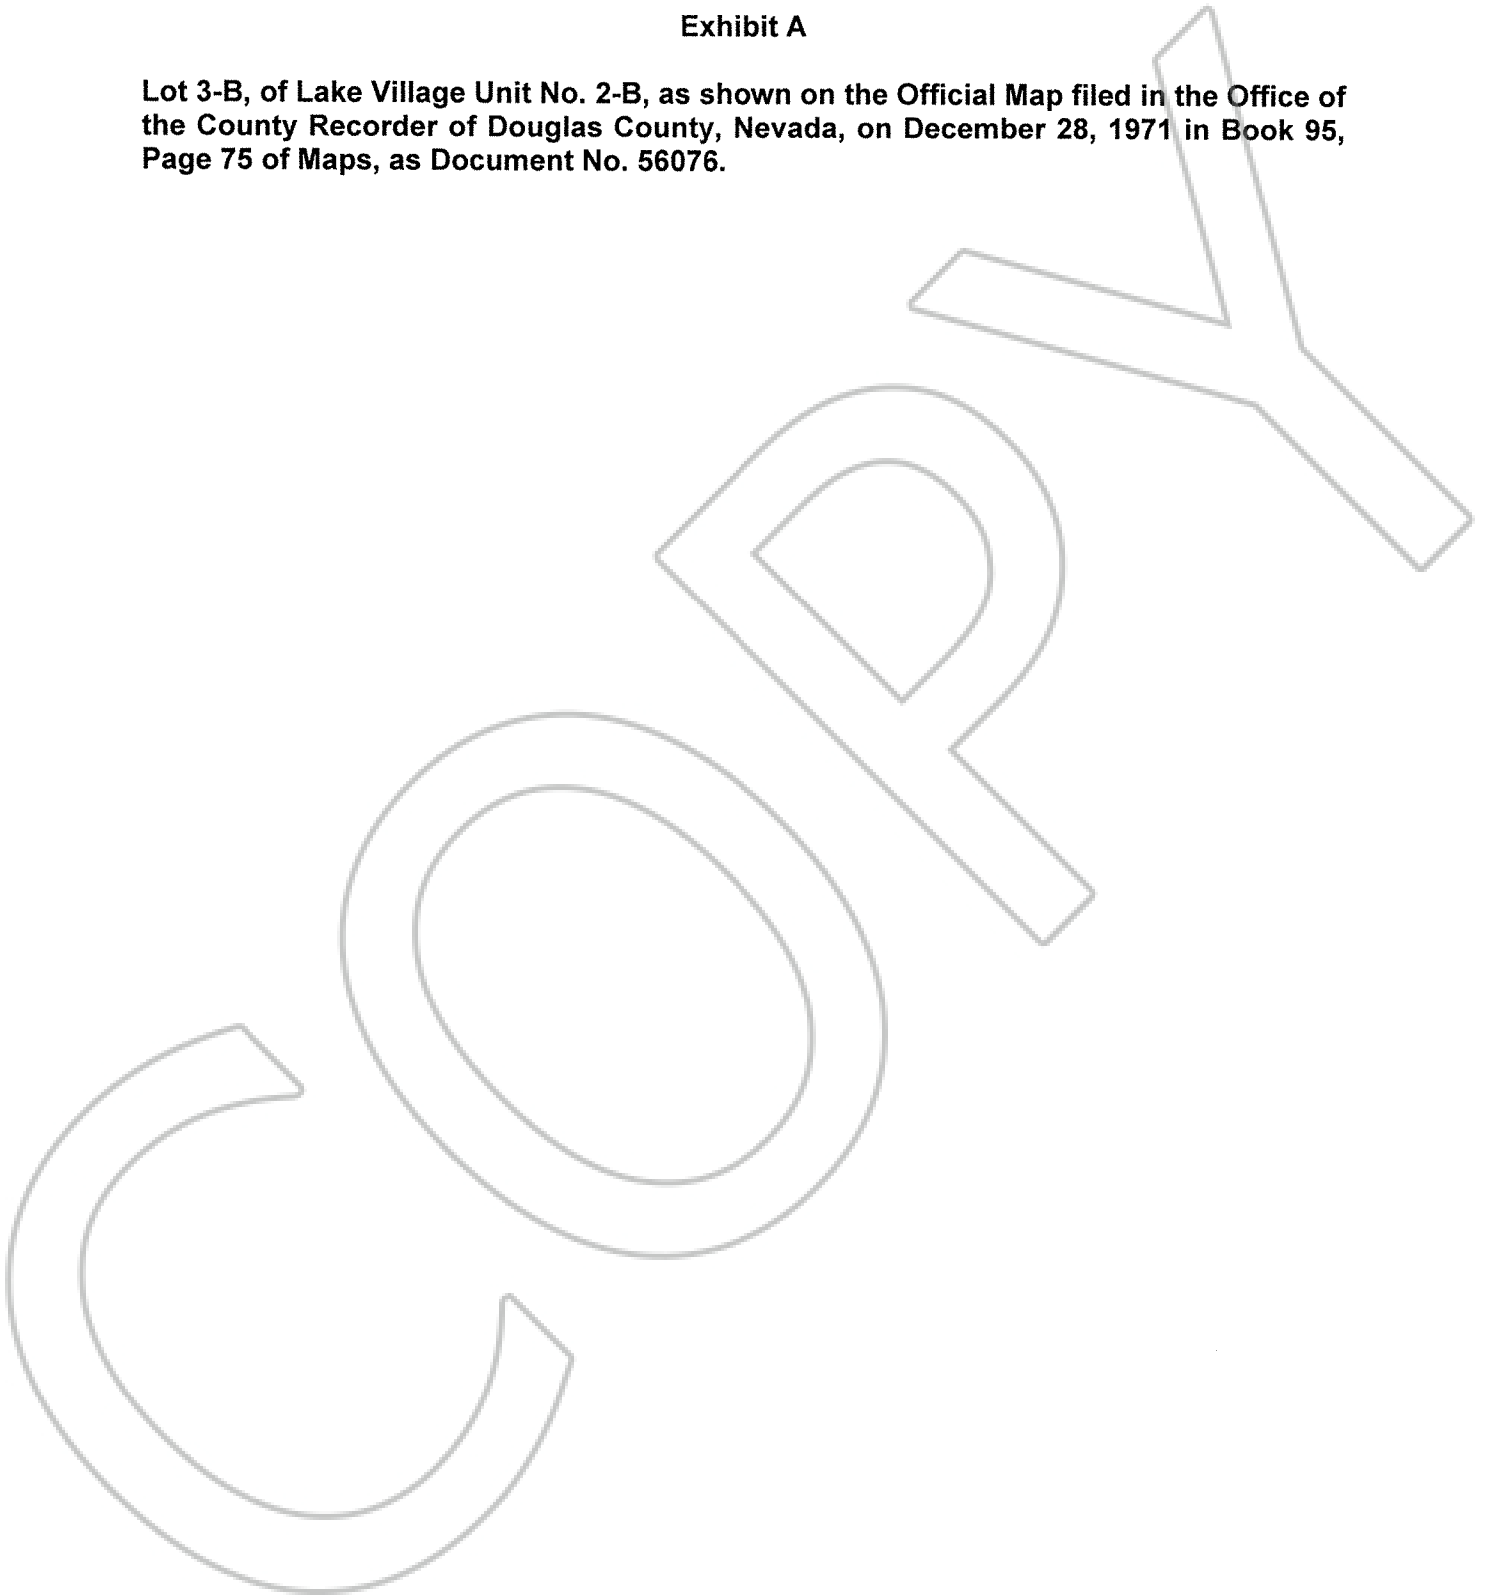 Exhibit A
Lot 3-B, of Lake Village Unit No. 2-B, as shown on the Official Map filed in the Office of
the County Recorder of Douglas County, Nevada, on December 28, 1971 in Book 95,
Page 75 of Maps, as Document No. 56076.
COPY